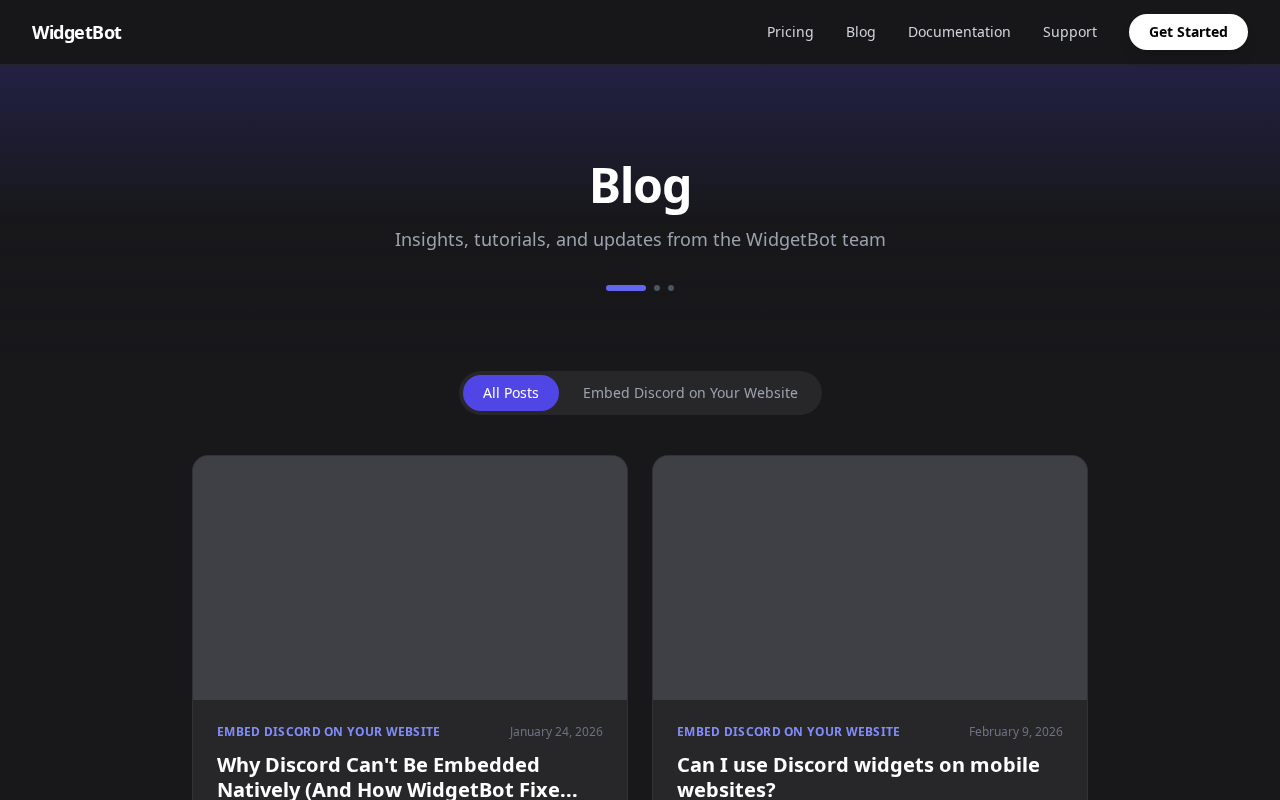 WidgetBot
Pricing
Blog
Documentation
Support
Get Started
Blog
Insights, tutorials, and updates from the WidgetBot team
All Posts
Embed Discord on Your Website
EMBED DISCORD ON YOUR WEBSITE
January 24, 2026
Why Discord Can't Be Embedded
Natively (And How WidgetBot Fixe...
EMBED DISCORD ON YOUR WEBSITE
February 9, 2026
Can I use Discord widgets on mobile
websites?